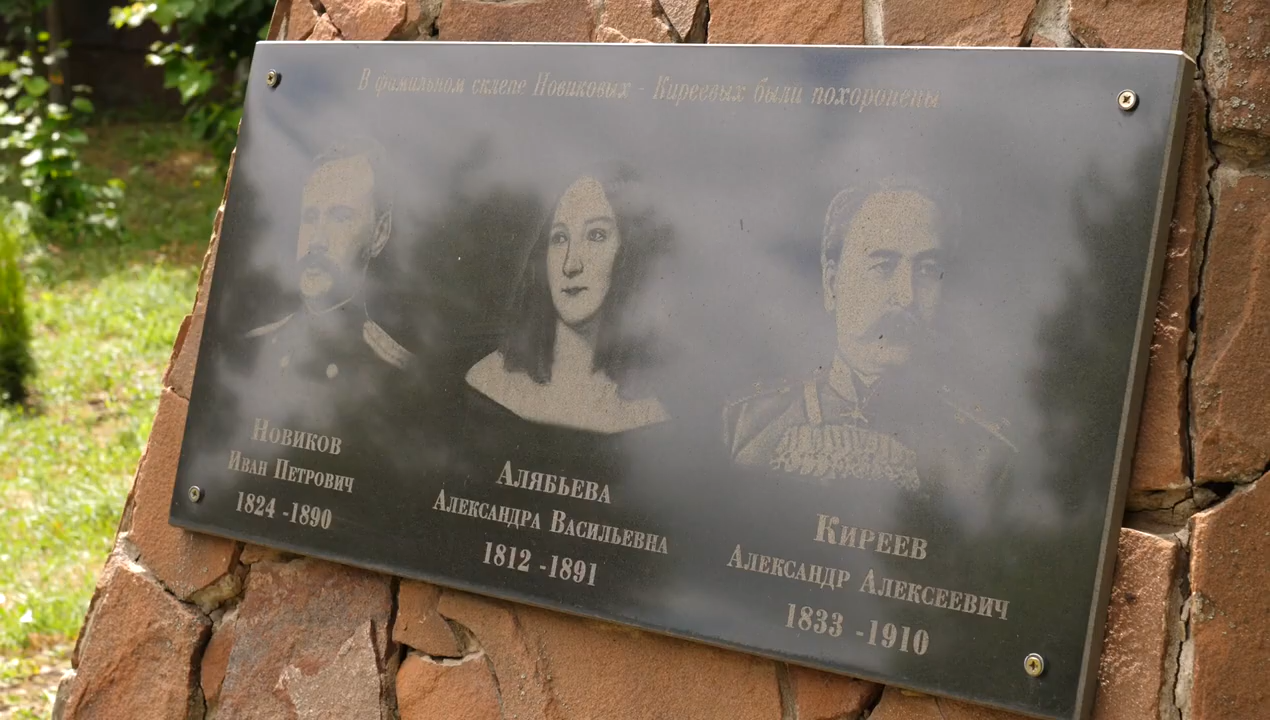 В фамильном склепе Новиковых - Киреевых были похоронены
Новиков
Иван Петрович
1824 -1890
Алябьева
Александра Васильевна
1812 -1891
Киреев
Александр Алексеевич
1833 -1910